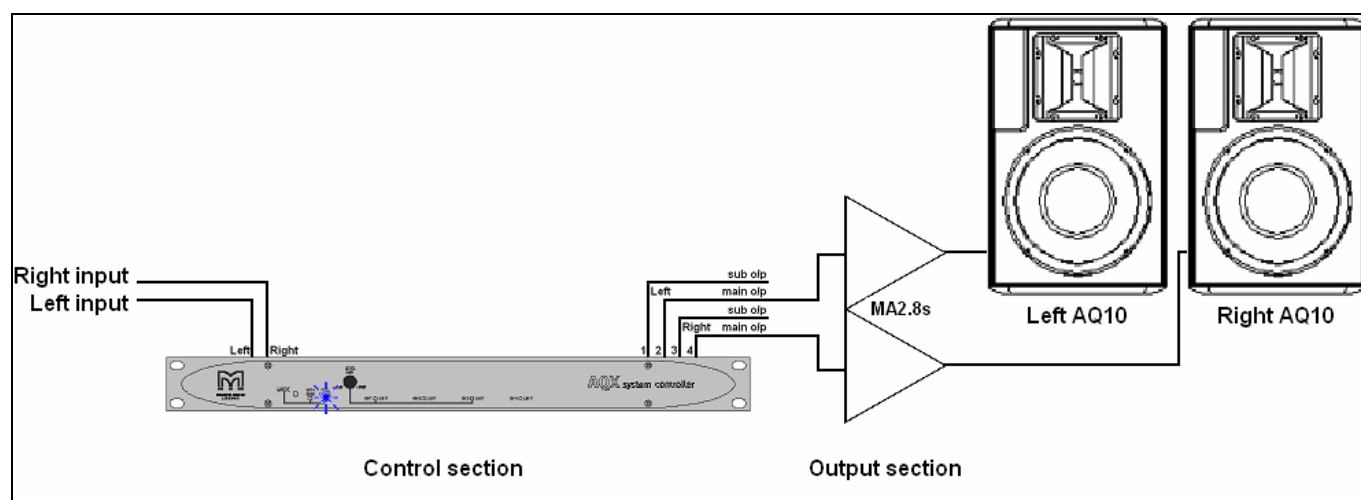 Right input
Left input
Left
Right
sub o/p
Left
main o/p
sub o/p
Right
main o/p
1
2
3
4
MA2.8s
Left AQ10
Right AQ10
AQX system controller
Control section
Output section